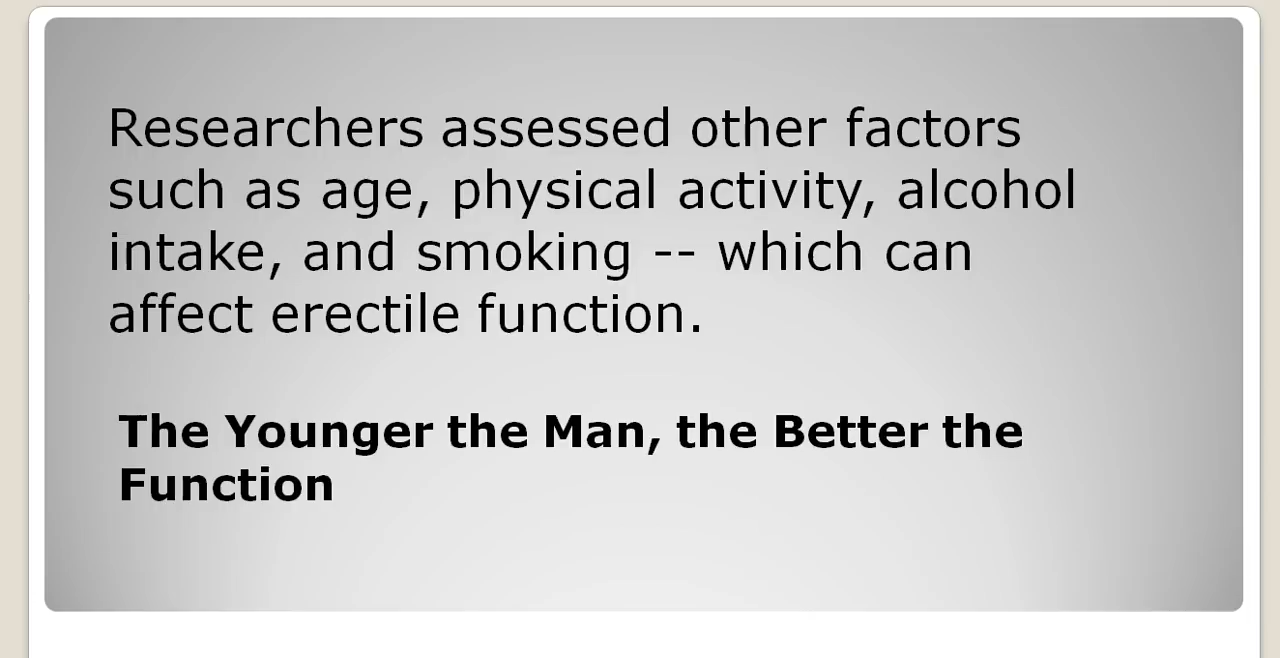 Researchers assessed other factors
such as age, physical activity, alcohol
intake, and smoking -- which can
affect erectile function.
The Younger the Man, the Better the
Function